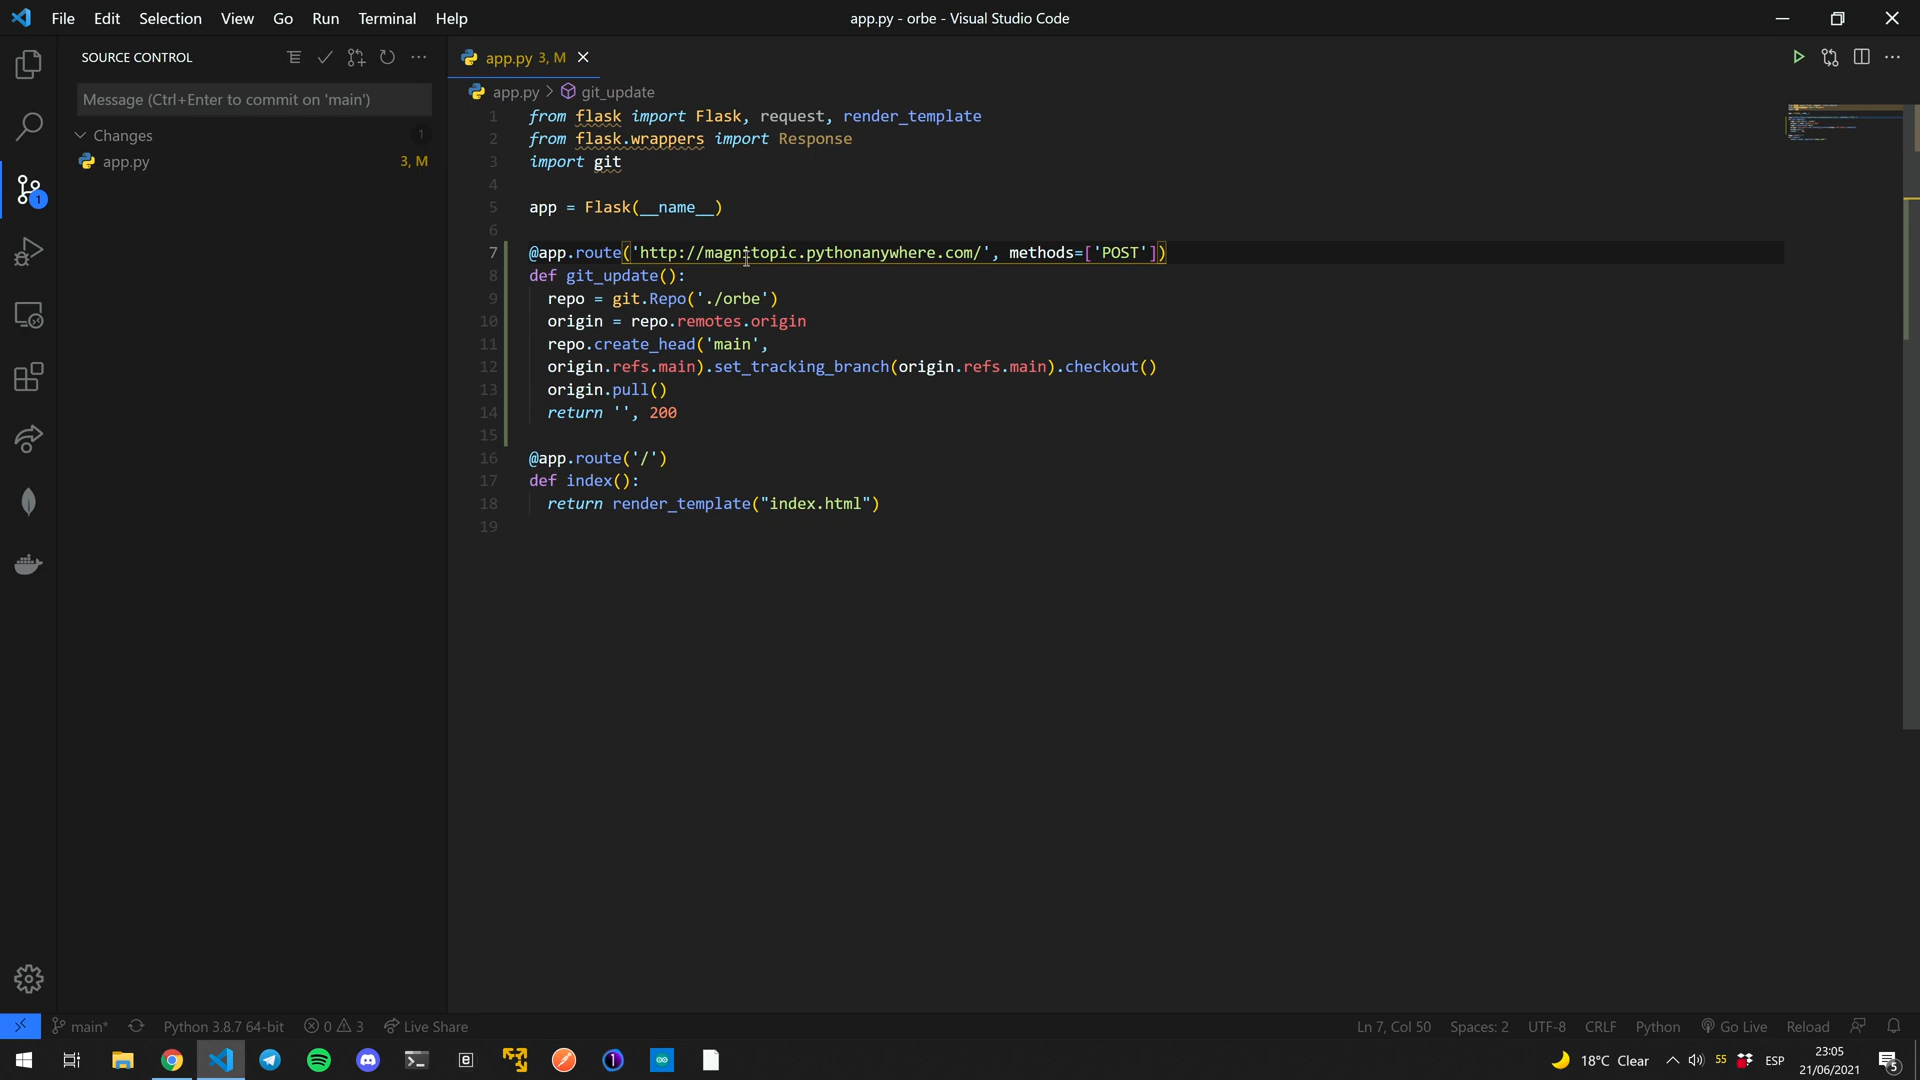 File Edit Selection View Go Run Terminal Help
app.py - orbe - Visual Studio Code
SOURCE CONTROL
Message (Ctrl+Enter to commit on 'main')
Changes 1
app.py 3, M
1
app.py 3, M
app.py > git_update
1 from flask import Flask, request, render_template
2 from flask.wrappers import Response
3 import git
4
5 app = Flask(__name__)
6
7 @app.route('http://magnitopic.pythonanywhere.com/', methods=['POST'])
8 def git_update():
9 repo = git.Repo('./orbe')
10 origin = repo.remotes.origin
11 repo.create_head('main',
12 origin.refs.main).set_tracking_branch(origin.refs.main).checkout()
13 origin.pull()
14 return '', 200
15
16 @app.route('/')
17 def index():
18 return render_template("index.html")
19
main* Python 3.8.7 64-bit 0 3 Live Share
Ln 7, Col 50 Spaces: 2 UTF-8 CRLF Python Go Live Reload
18°C Clear 55 ESP 23:05
21/06/2021 5